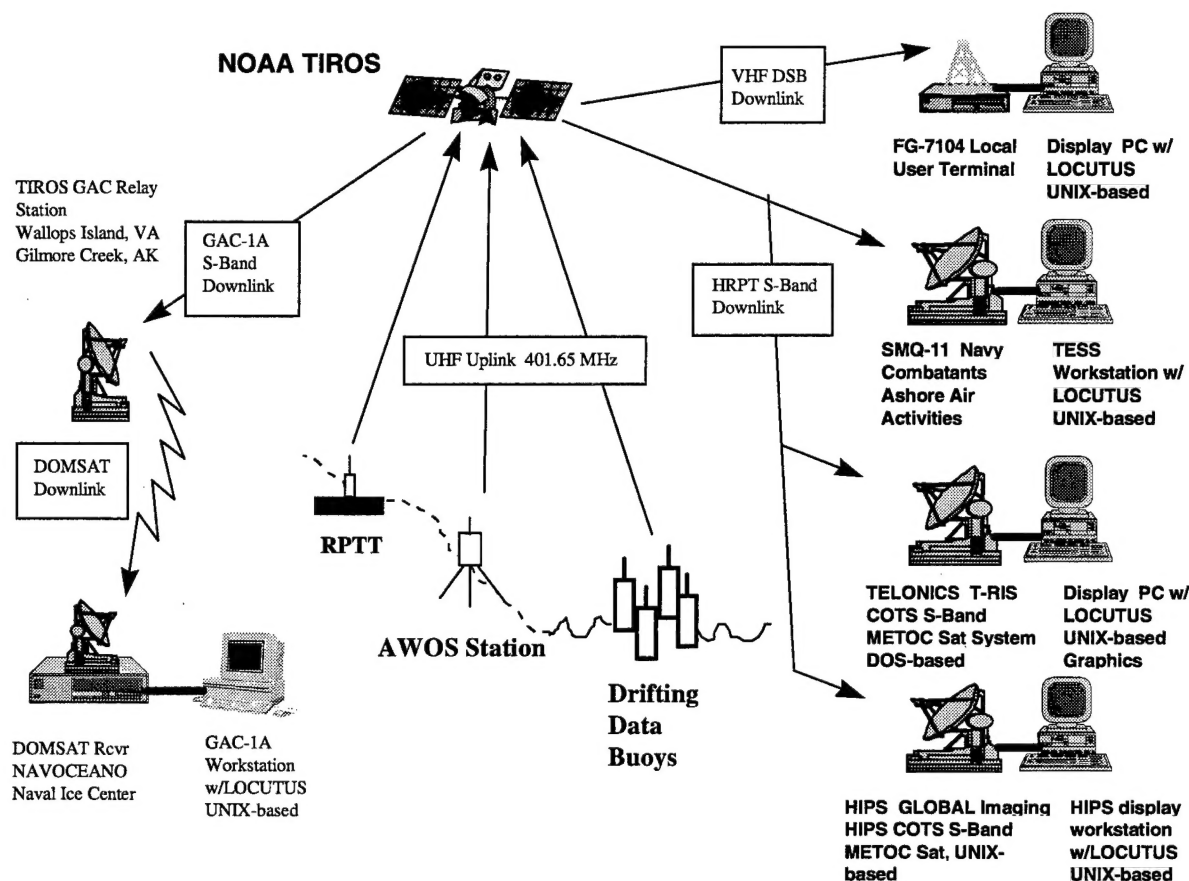 NOAA TIROS
VHF DSB
Downlink
FG-7104 Local
User Terminal
Display PC w/
LOCUTUS
UNIX-based
TIROS GAC Relay
Station
Wallops Island, VA
Gilmore Creek, AK
GAC-1A
S-Band
Downlink
HRPT S-Band
Downlink
UHF Uplink 401.65 MHz
SMQ-11 Navy
Combatants
Ashore Air
Activities
TESS
Workstation w/
LOCUTUS
UNIX-based
DOMSAT
Downlink
RPTT
AWOS Station
Drifting
Data
Buoys
TELONICS T-RIS
COTS S-Band
METOC Sat System
DOS-based
Display PC w/
LOCUTUS
UNIX-based
Graphics
DOMSAT Rcvr
NAVOCEANO
Naval Ice Center
GAC-1A
Workstation
w/LOCUTUS
UNIX-based
HIPS GLOBAL Imaging
HIPS COTS S-Band
METOC Sat, UNIX-
based
HIPS display
workstation
w/LOCUTUS
UNIX-based